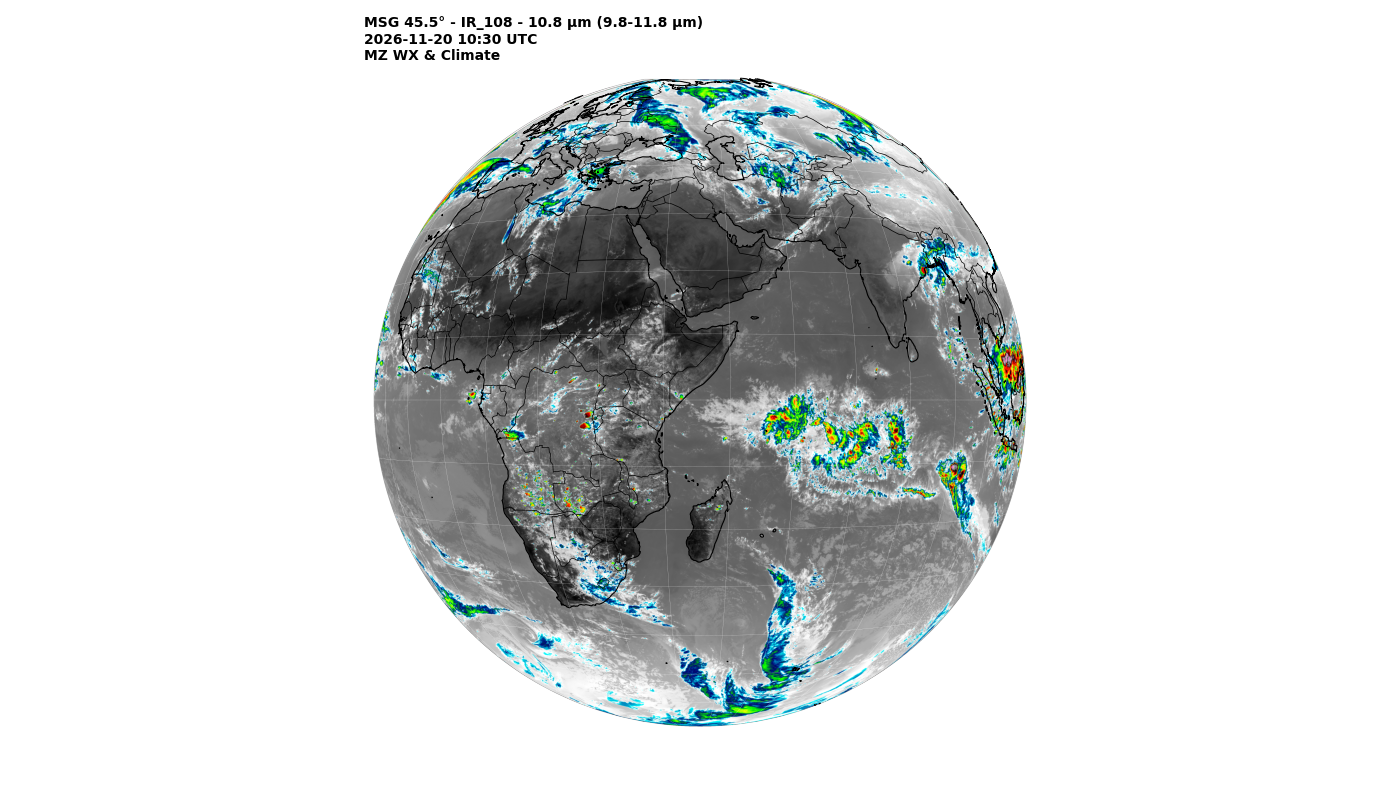 MSG 45.5° - IR_108 - 10.8 μm (9.8-11.8 μm)
2026-11-20 10:30 UTC
MZ WX & Climate